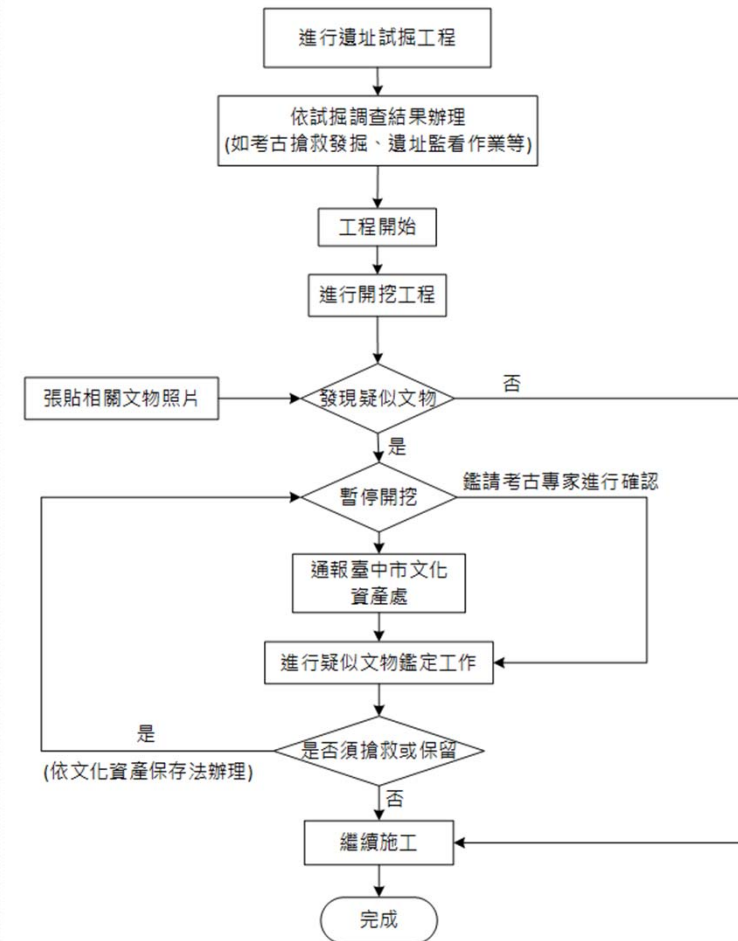 進行遺址試掘工程
依試掘調查結果辦理
(如考古搶救發掘、遺址監看作業等)
工程開始
進行開挖工程
張貼相關文物照片
發現疑似文物
否
是
暫停開挖
鑑請考古專家進行確認
通報臺中市文化
資產處
進行疑似文物鑑定工作
是
(依文化資產保存法辦理)
是否須搶救或保留
否
繼續施工
完成